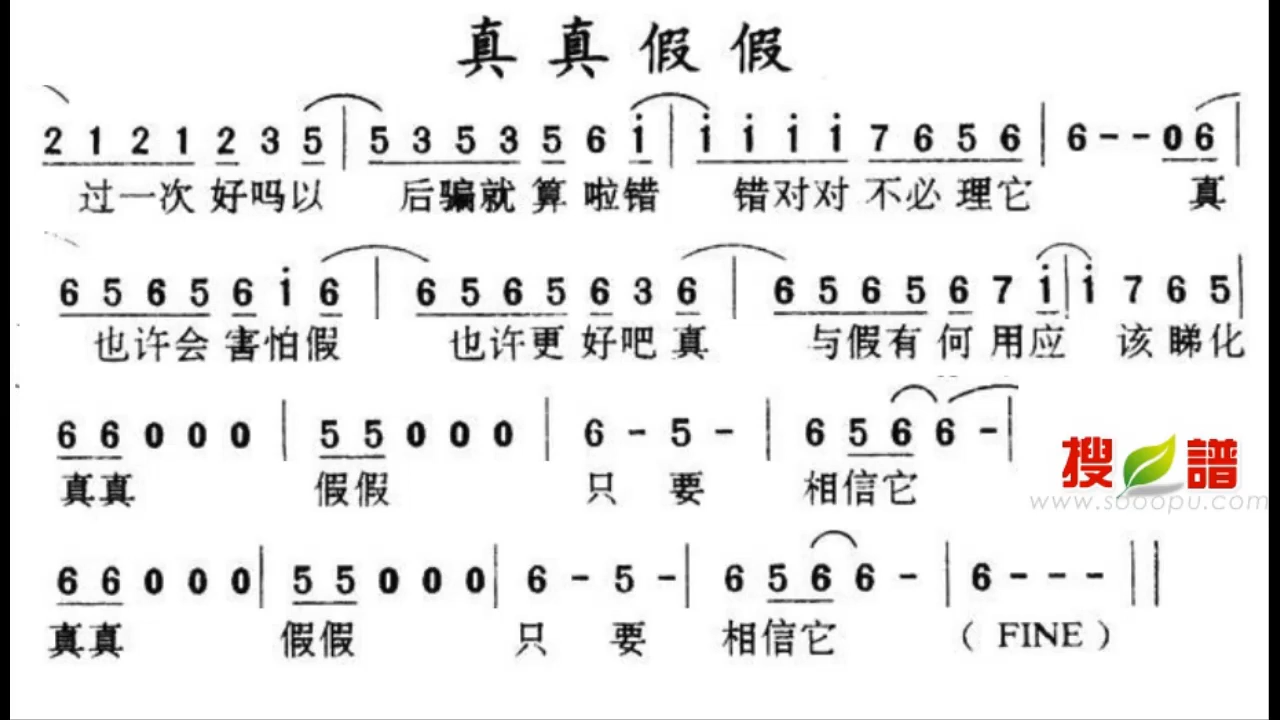 真真假假
2 1 2 1 2 3 5 | 5 3 5 3 5 6 i | i i i i 7 6 5 6 | 6 - - 0 6 |
过一次 好吗以 后骗就 算 啦错 错对对 不必理它 真
6 5 6 5 6 i 6 | 6 5 6 5 6 3 6 | 6 5 6 5 6 7 i | i 7 6 5 |
也许会 害怕假 也许更 好吧真 与假有 何 用应 该睇化
6 6 0 0 0 | 5 5 0 0 0 | 6 - 5 - | 6 5 6 6 - |
真真 假假 只 要 相信它
搜 譜
www.sooopu.com
6 6 0 0 0 | 5 5 0 0 0 | 6 - 5 - | 6 5 6 6 - | 6 - - - ||
真真 假假 只 要 相信它 ( FINE )